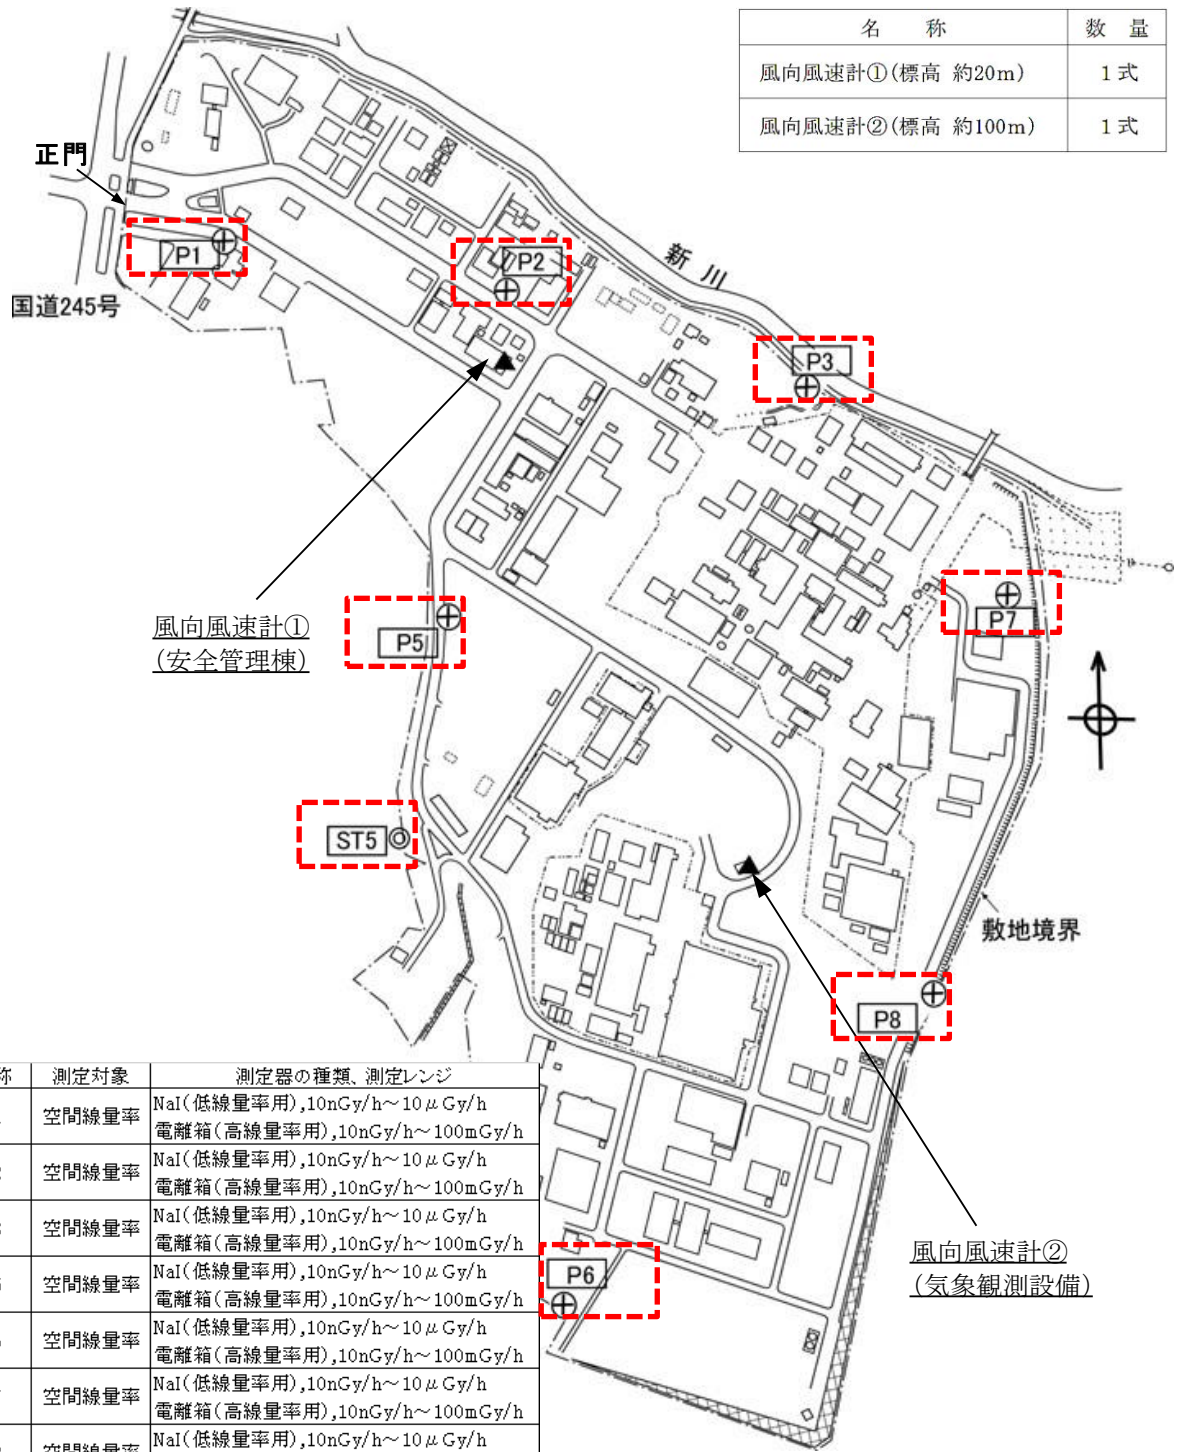 名　称　数　量
風向風速計①(標高 約20m)　1式
風向風速計②(標高 約100m)　1式
正門
P1
P2
新川
国道245号
P3
風向風速計①
(安全管理棟)
P5
P7
ST5
敷地境界
P8
称　測定対象　測定器の種類、測定レンジ
空間線量率　NaI(低線量率用),10nGy/h～10μGy/h
電離箱(高線量率用),10nGy/h～100mGy/h
空間線量率　NaI(低線量率用),10nGy/h～10μGy/h
電離箱(高線量率用),10nGy/h～100mGy/h
空間線量率　NaI(低線量率用),10nGy/h～10μGy/h
電離箱(高線量率用),10nGy/h～100mGy/h
空間線量率　NaI(低線量率用),10nGy/h～10μGy/h
電離箱(高線量率用),10nGy/h～100mGy/h
空間線量率　NaI(低線量率用),10nGy/h～10μGy/h
電離箱(高線量率用),10nGy/h～100mGy/h
空間線量率　NaI(低線量率用),10nGy/h～10μGy/h
電離箱(高線量率用),10nGy/h～100mGy/h
空間線量率　NaI(低線量率用),10nGy/h～10μGy/h
P6
風向風速計②
(気象観測設備)